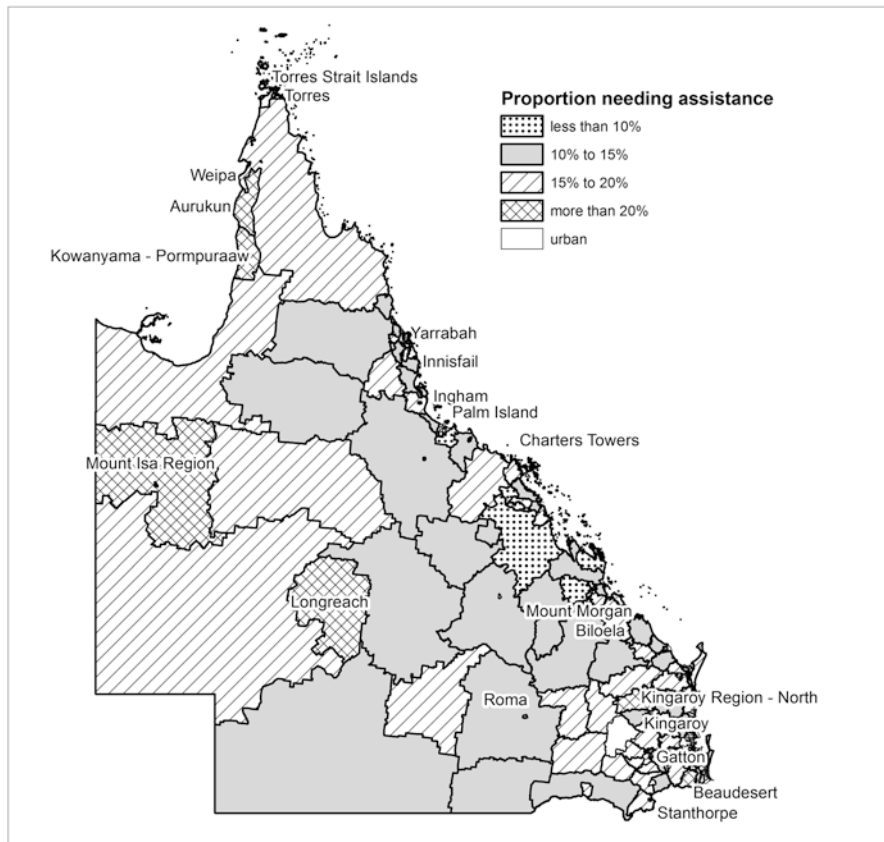 Torres Strait Islands
Torres
Proportion needing assistance
less than 10%
10% to 15%
15% to 20%
more than 20%
urban
Weipa
Aurukun
Kowanyama - Pormpuraaw
Yarrabah
Innisfail
Ingham
Palm Island
Charters Towers
Mount Isa Region
Longreach
Mount Morgan
Biloela
Roma
Kingaroy Region - North
Kingaroy
Gatton
Beaudesert
Stanthorpe